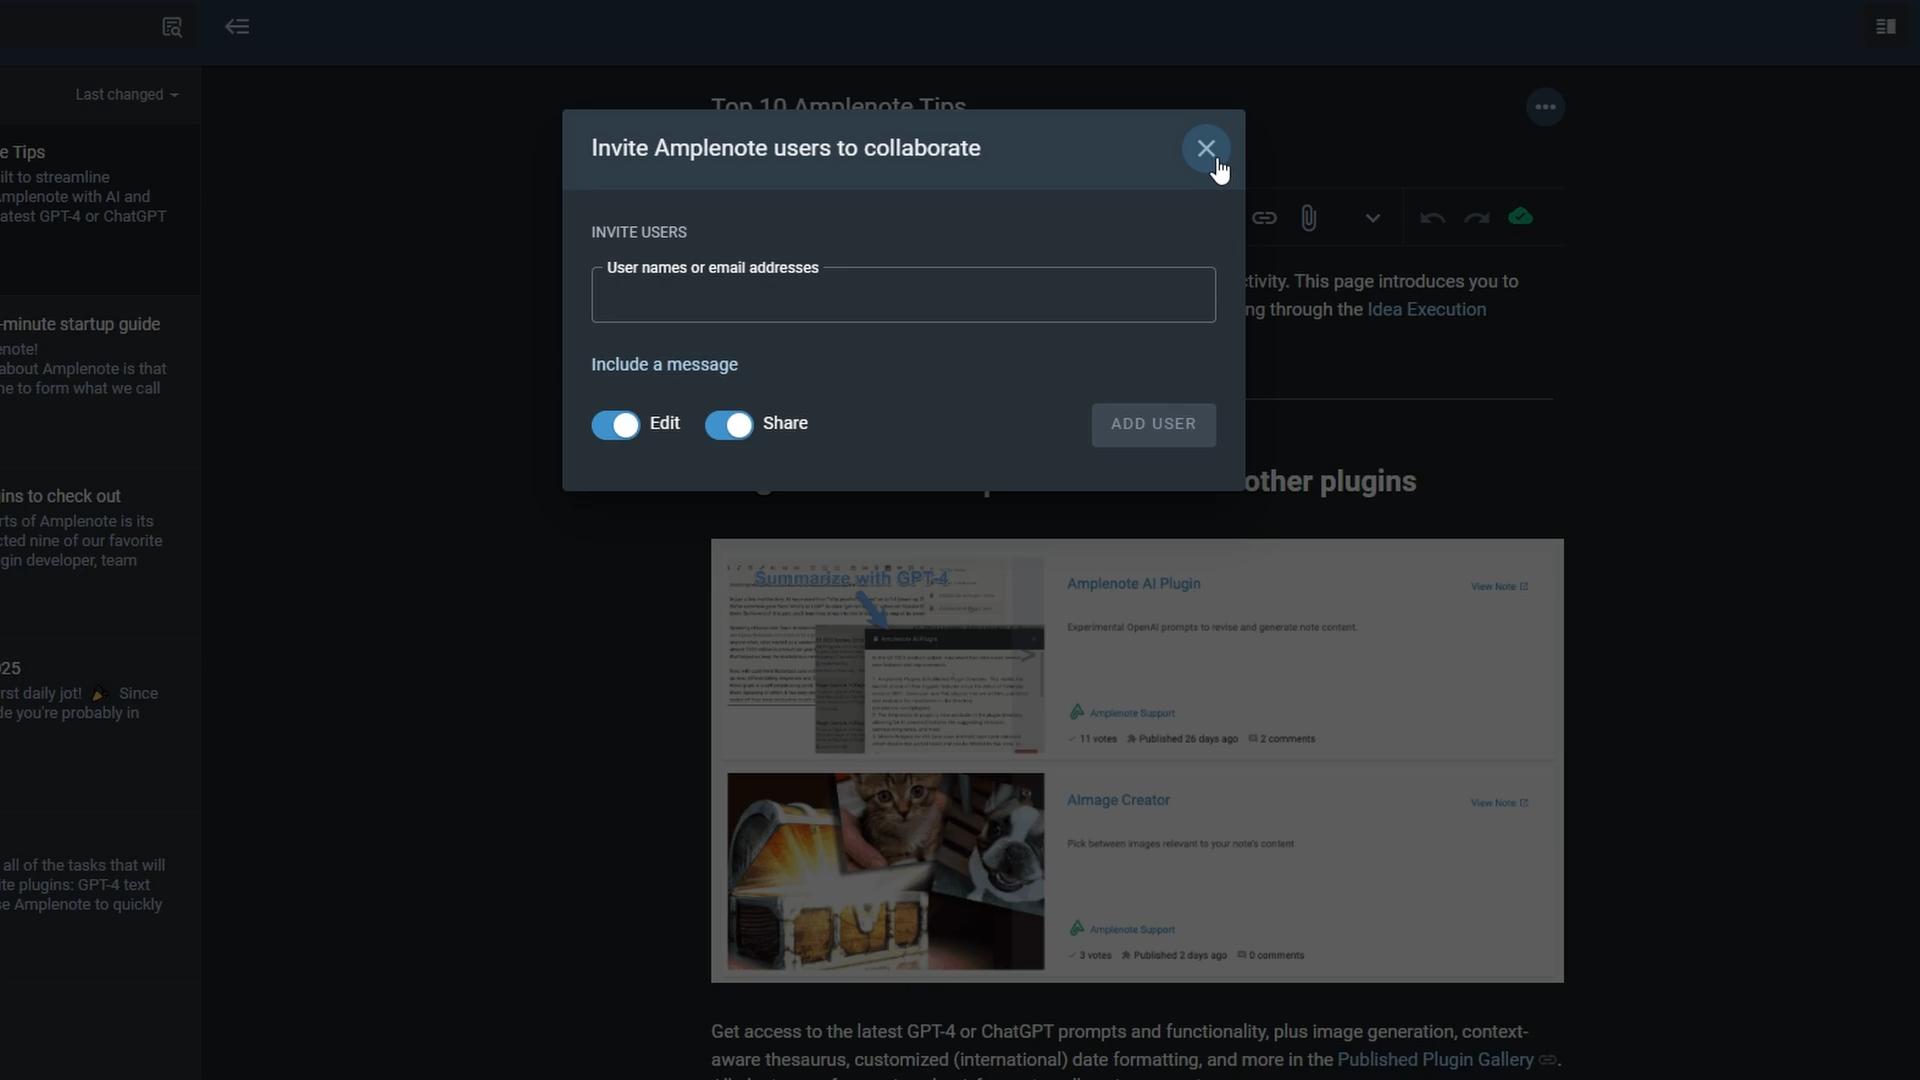 Last changed
e Tips
ilt to streamline
mplenote with AI and
atest GPT-4 or ChatGPT
-minute startup guide
enote!
about Amplenote is that
ne to form what we call
ins to check out
rts of Amplenote is its
cted nine of our favorite
gin developer, team
025
rst daily jot! 🎉 Since
de you're probably in
all of the tasks that will
ite plugins: GPT-4 text
se Amplenote to quickly
Top 10 Amplenote Tips
Invite Amplenote users to collaborate
INVITE USERS
User names or email addresses
Include a message
Edit
Share
ADD USER
tivity. This page introduces you to
ng through the Idea Execution
other plugins
Summarize with GPT-4
Amplenote AI Plugin
Amplenote AI Plugin
View Note
Experimental OpenAI prompts to revise and generate note content.
Amplenote Support
11 votes Published 26 days ago 2 comments
AImage Creator
View Note
Pick between images relevant to your note's content
Amplenote Support
3 votes Published 2 days ago 0 comments
Get access to the latest GPT-4 or ChatGPT prompts and functionality, plus image generation, context-
aware thesaurus, customized (international) date formatting, and more in the Published Plugin Gallery.